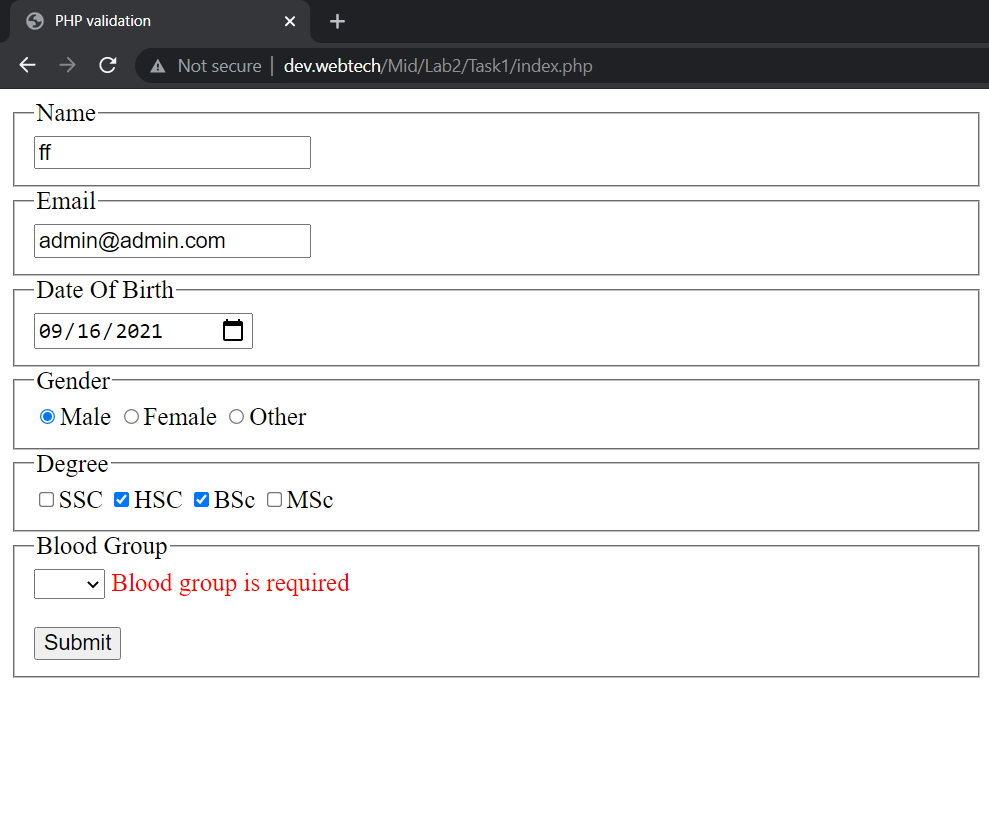 PHP validation
Not secure | dev.webtech/Mid/Lab2/Task1/index.php
Name
ff
Email
admin@admin.com
Date Of Birth
09/16/2021
Gender
Male Female Other
Degree
SSC HSC BSc MSc
Blood Group
Blood group is required
Submit